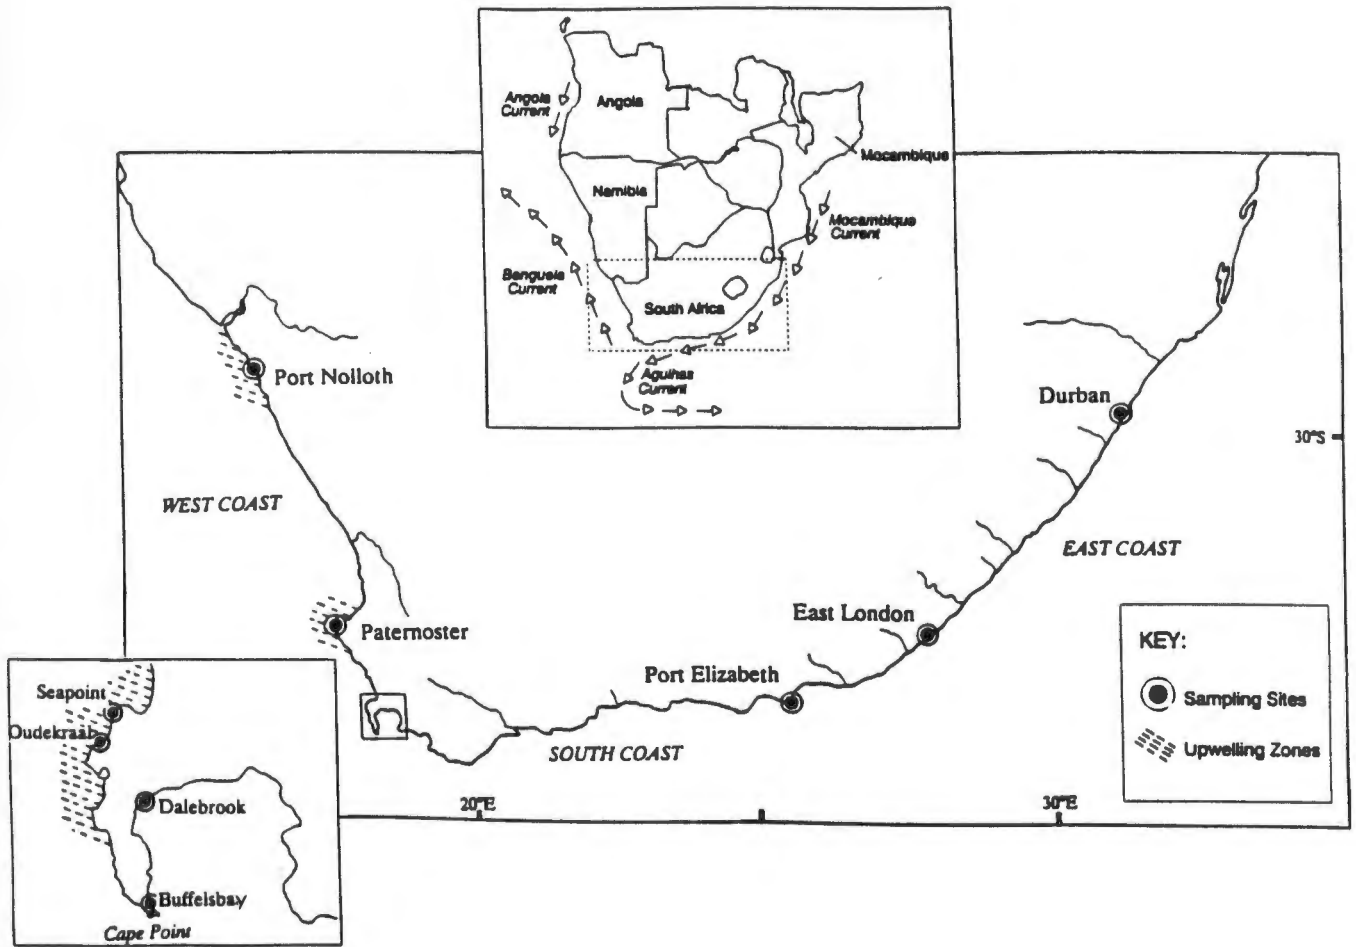 Angola
Current
Angola
Mocambique
Namibia
Mocambique
Current
Benguela
Current
South Africa
Agulhas
Current
Port Nolloth
Durban
30°S
WEST COAST
EAST COAST
East London
Paternoster
Port Elizabeth
KEY:
Sampling Sites
Upwelling Zones
SOUTH COAST
20°E
30°E
Seapoint
Oudekraal
Dalebrook
Buffelsbay
Cape Point